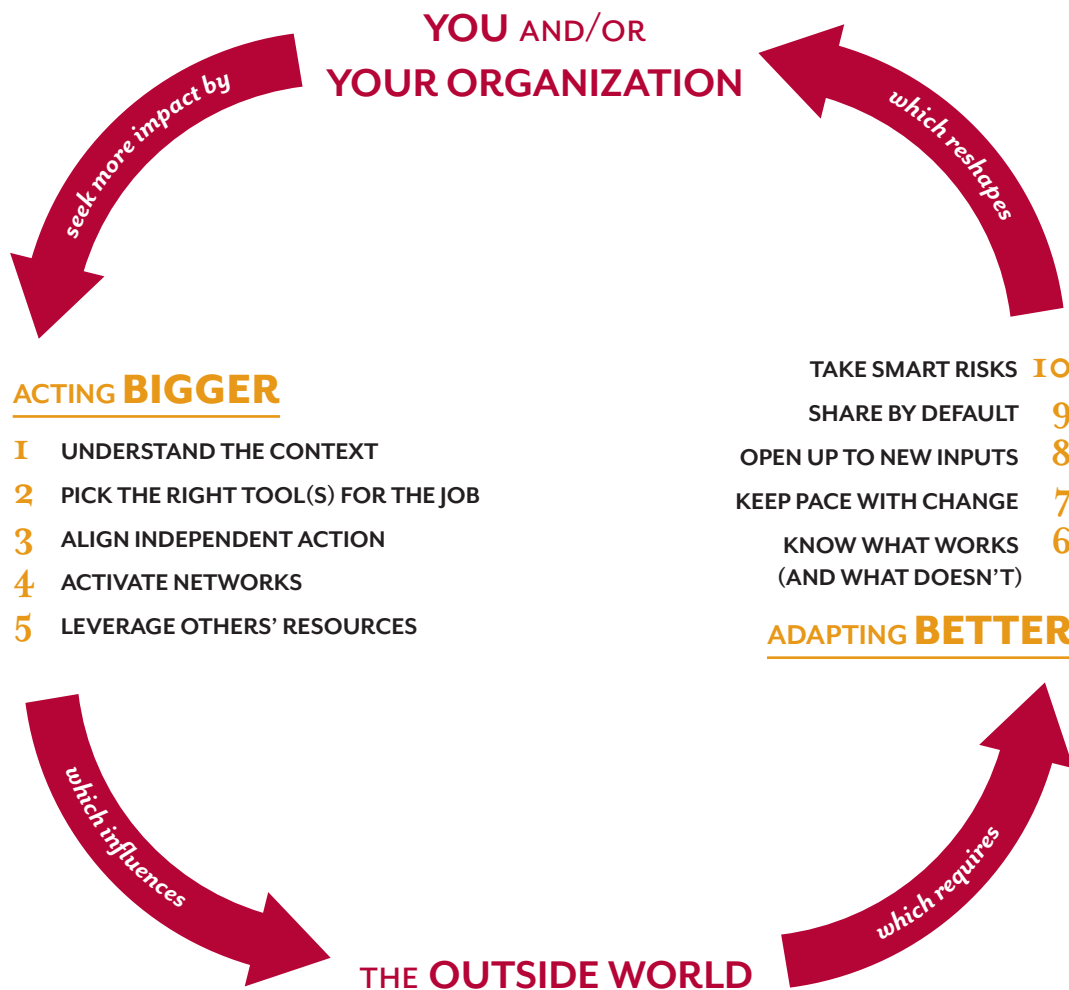 YOU AND/OR
YOUR ORGANIZATION
seek more impact by
ACTING BIGGER
1 UNDERSTAND THE CONTEXT
2 PICK THE RIGHT TOOL(S) FOR THE JOB
3 ALIGN INDEPENDENT ACTION
4 ACTIVATE NETWORKS
5 LEVERAGE OTHERS’ RESOURCES
which influences
THE OUTSIDE WORLD
which requires
TAKE SMART RISKS 10
SHARE BY DEFAULT 9
OPEN UP TO NEW INPUTS 8
KEEP PACE WITH CHANGE 7
KNOW WHAT WORKS 6
(AND WHAT DOESN’T)
ADAPTING BETTER
which reshapes